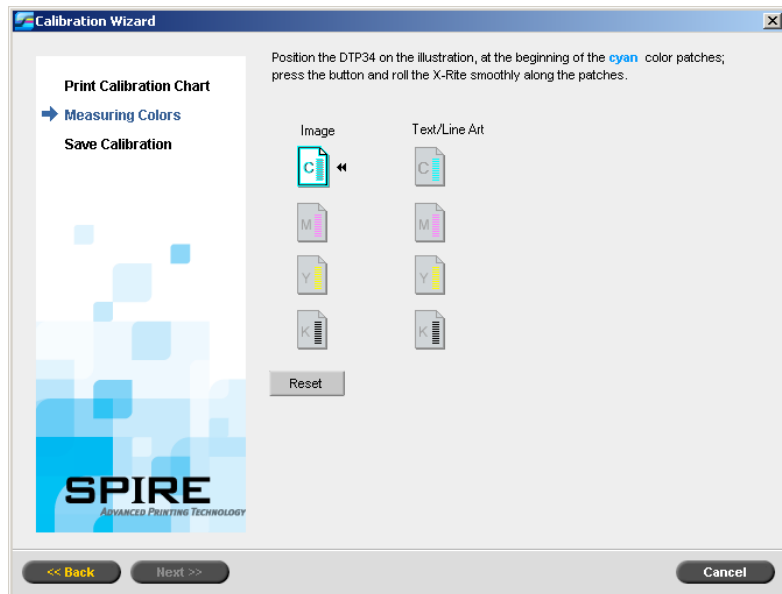 Calibration Wizard
Print Calibration Chart
Measuring Colors
Save Calibration
Position the DTP34 on the illustration, at the beginning of the cyan color patches;
press the button and roll the X-Rite smoothly along the patches.
Image Text/Line Art
C C
M M
Y Y
K K
Reset
SPIRE
ADVANCED PRINTING TECHNOLOGY
<< Back Next >> Cancel